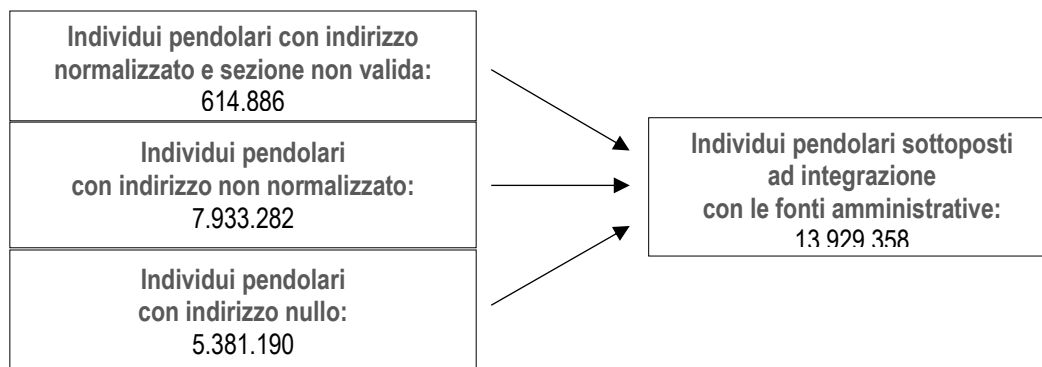 Individui pendolari con indirizzo
normalizzato e sezione non valida:
614.886
Individui pendolari
con indirizzo non normalizzato:
7.933.282
Individui pendolari
con indirizzo nullo:
5.381.190
Individui pendolari sottoposti
ad integrazione
con le fonti amministrative:
13.929.358